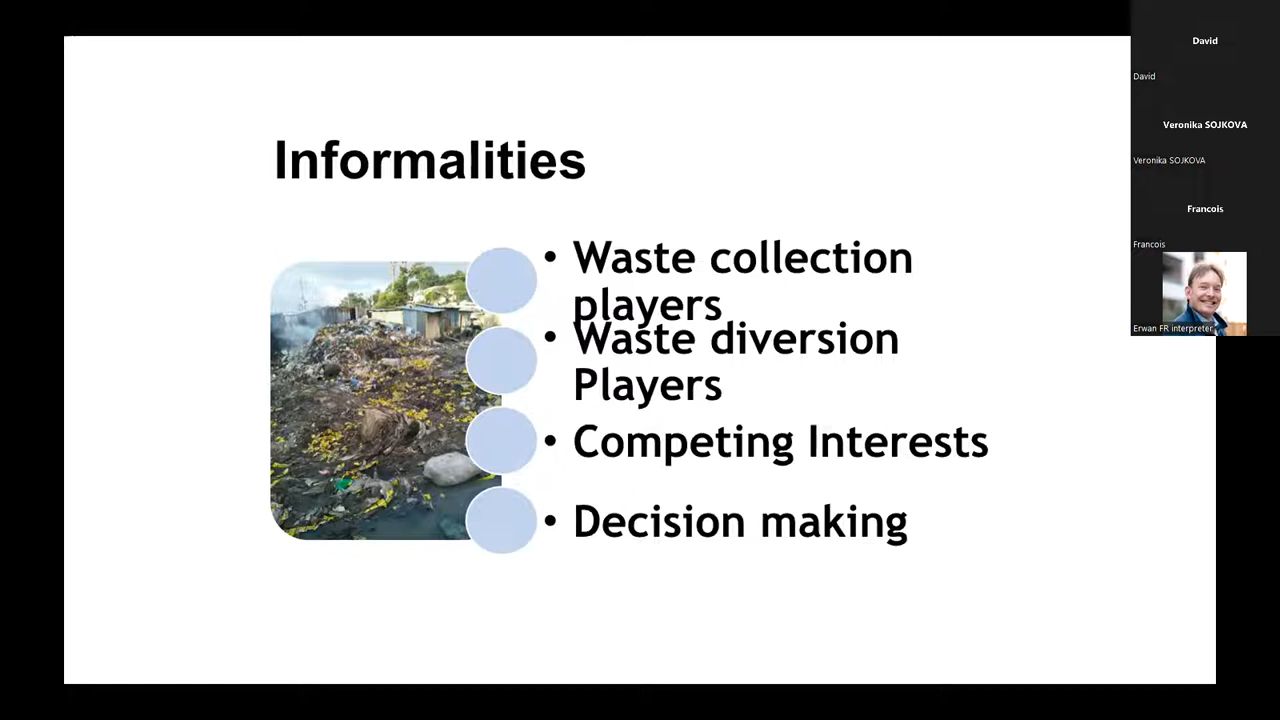 Informalities
• Waste collection
players
• Waste diversion
Players
• Competing Interests
• Decision making
David
David
Veronika SOJKOVA
Veronika SOJKOVA
Francois
Francois
Erwan FR interpreter